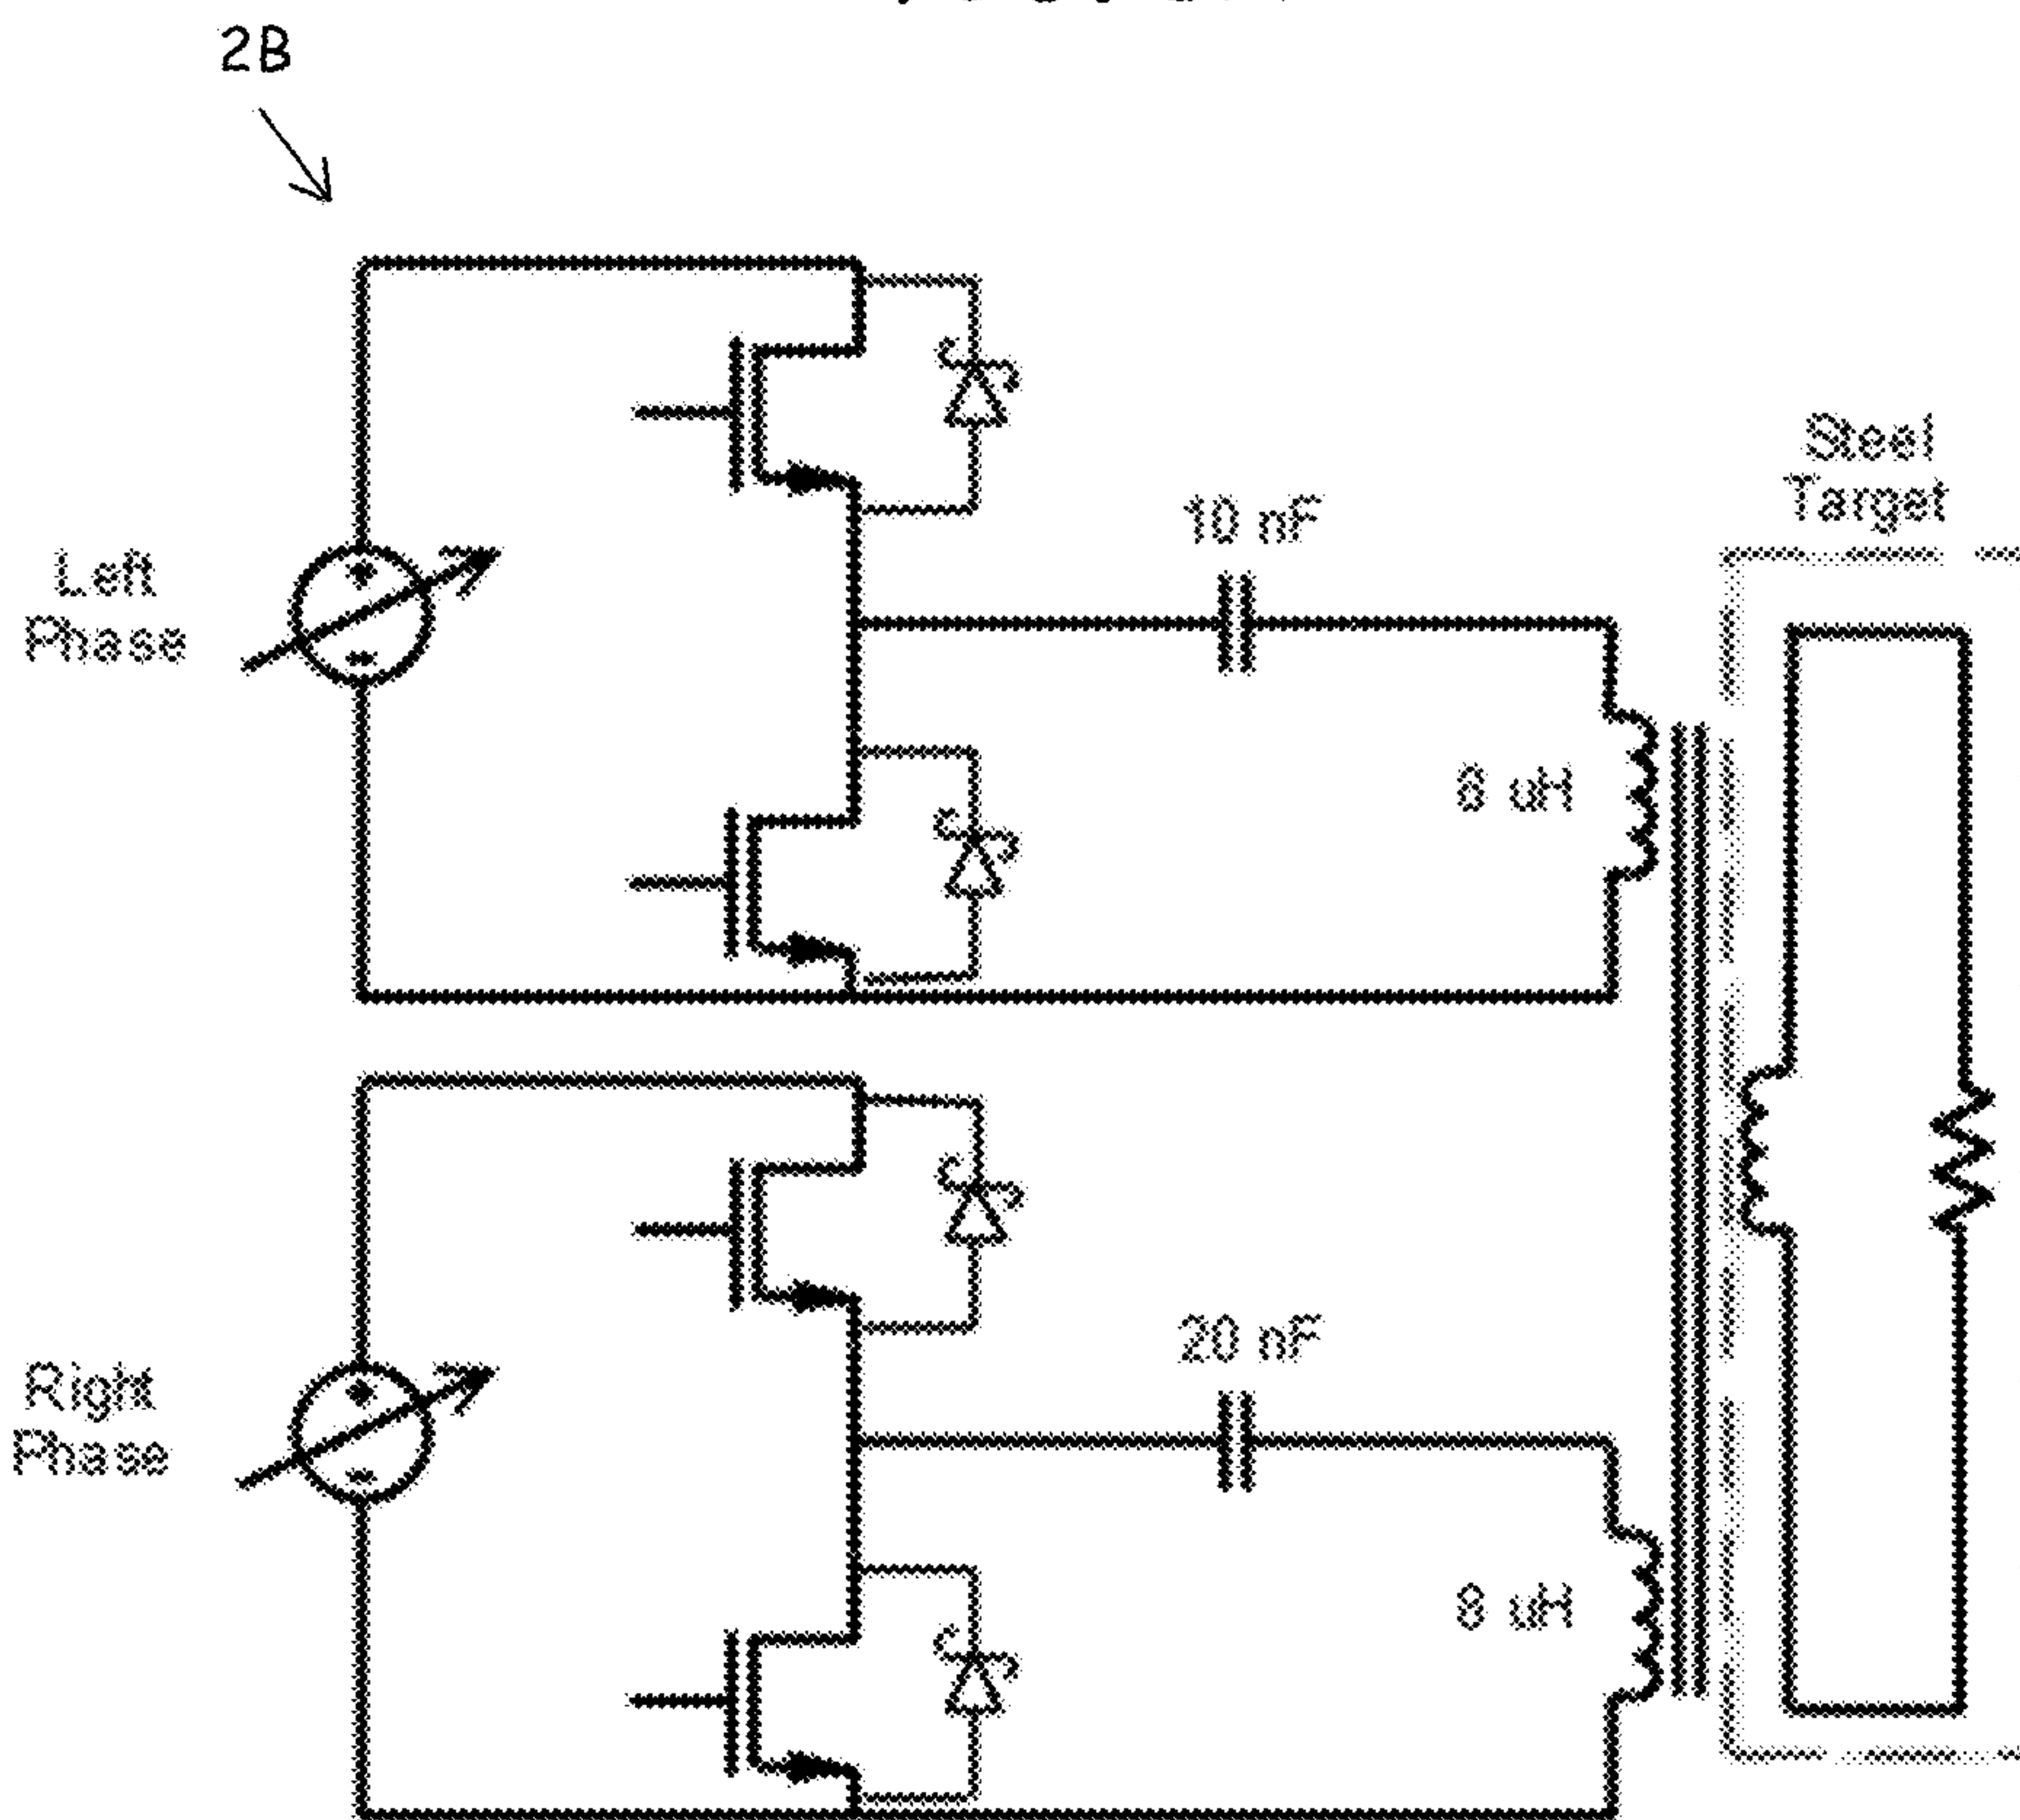 2B
Left
Phase
10 nF
8 uH
Steel
Target
Right
Phase
20 nF
8 uH